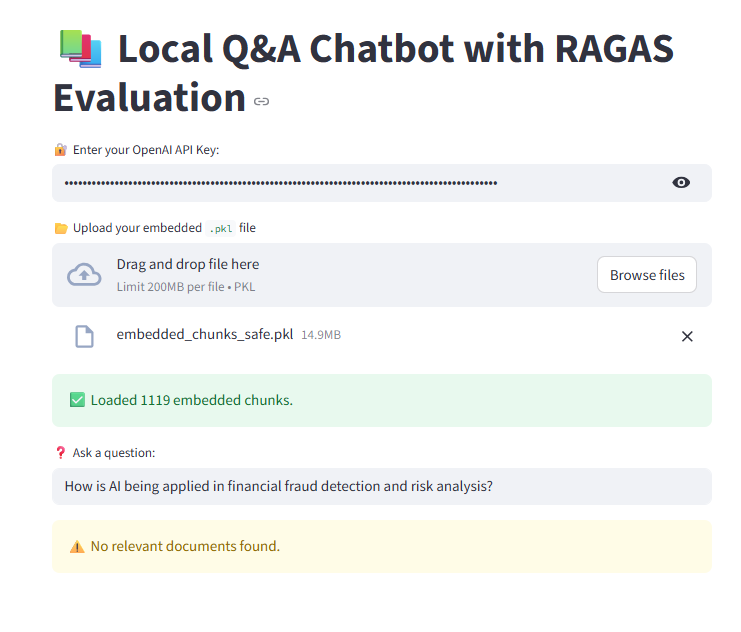 Local Q&A Chatbot with RAGAS
Evaluation
Enter your OpenAI API Key:
Upload your embedded .pkl file
Drag and drop file here
Limit 200MB per file • PKL
Browse files
embedded_chunks_safe.pkl 14.9MB
Loaded 1119 embedded chunks.
Ask a question:
How is AI being applied in financial fraud detection and risk analysis?
No relevant documents found.